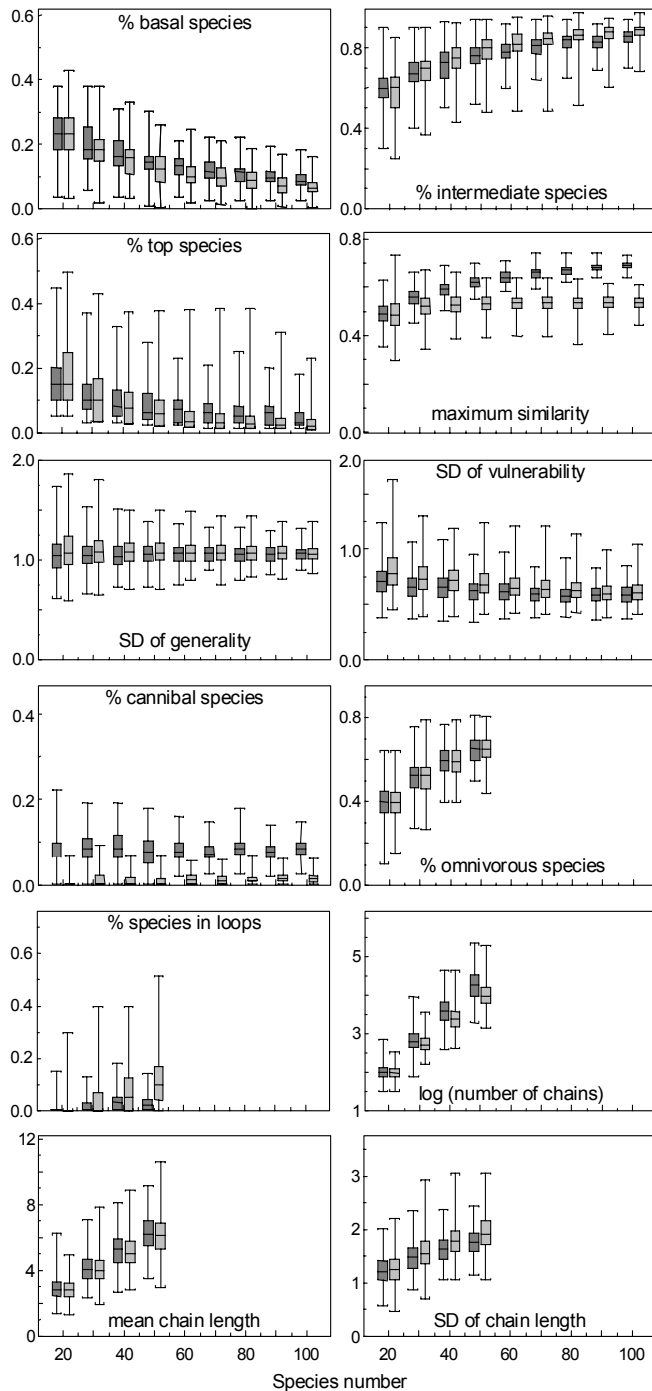 % basal species
0.6
0.4
0.2
0.0
% intermediate species
0.8
0.4
0.0
% top species
0.6
0.4
0.2
0.0
maximum similarity
0.8
0.4
0.0
SD of generality
2.0
1.0
0.0
SD of vulnerability
2.0
1.0
0.0
% cannibal species
0.4
0.2
0.0
% omnivorous species
0.8
0.4
0.0
% species in loops
0.4
0.2
0.0
log (number of chains)
5
3
1
mean chain length
12
8
4
0
20 40 60 80 100
SD of chain length
3
2
1
0
20 40 60 80 100
Species number